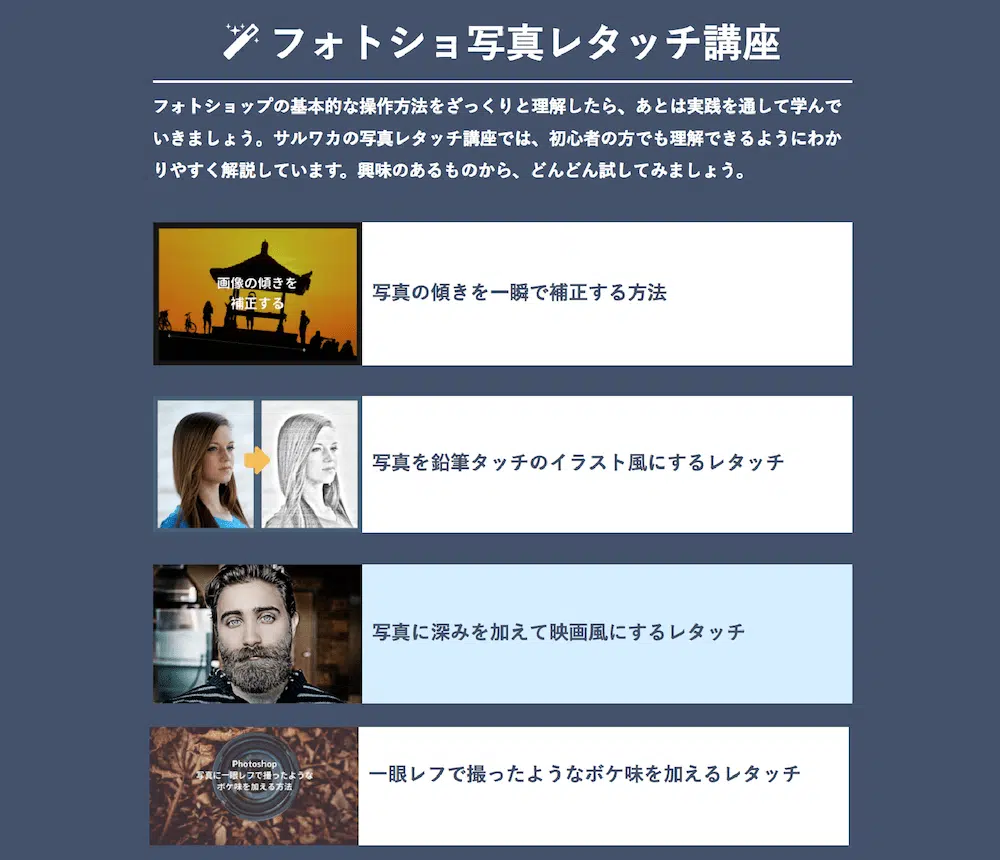 フォトショ写真レタッチ講座
フォトショップの基本的な操作方法をざっくりと理解したら、あとは実践を通して学んで
いきましょう。サルワカの写真レタッチ講座では、初心者の方でも理解できるようにわか
りやすく解説しています。興味のあるものから、どんどん試してみましょう。
画像の傾きを
補正する
写真の傾きを一瞬で補正する方法
写真を鉛筆タッチのイラスト風にするレタッチ
写真に深みを加えて映画風にするレタッチ
Photoshop
写真に一眼レフで撮ったような
ボケ味を加える方法
一眼レフで撮ったようなボケ味を加えるレタッチ